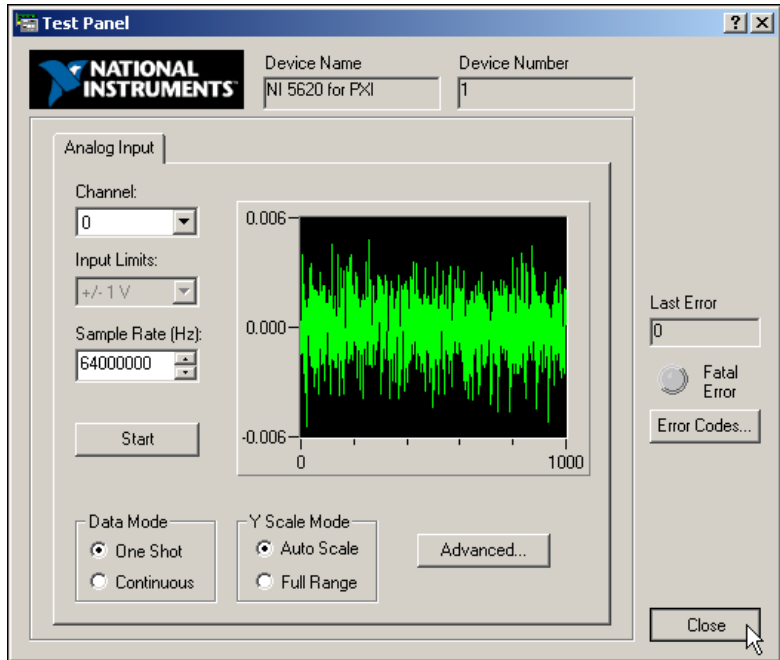 Test Panel
NATIONAL
INSTRUMENTS™
Device Name
NI 5620 for PXI
Device Number
1
Analog Input
Channel:
0
Input Limits:
+/- 1 V
Sample Rate (Hz):
64000000
Start
0.006
0.000
-0.006
0
1000
Data Mode
One Shot
Continuous
Y Scale Mode
Auto Scale
Full Range
Advanced...
Last Error
0
Fatal
Error
Error Codes...
Close